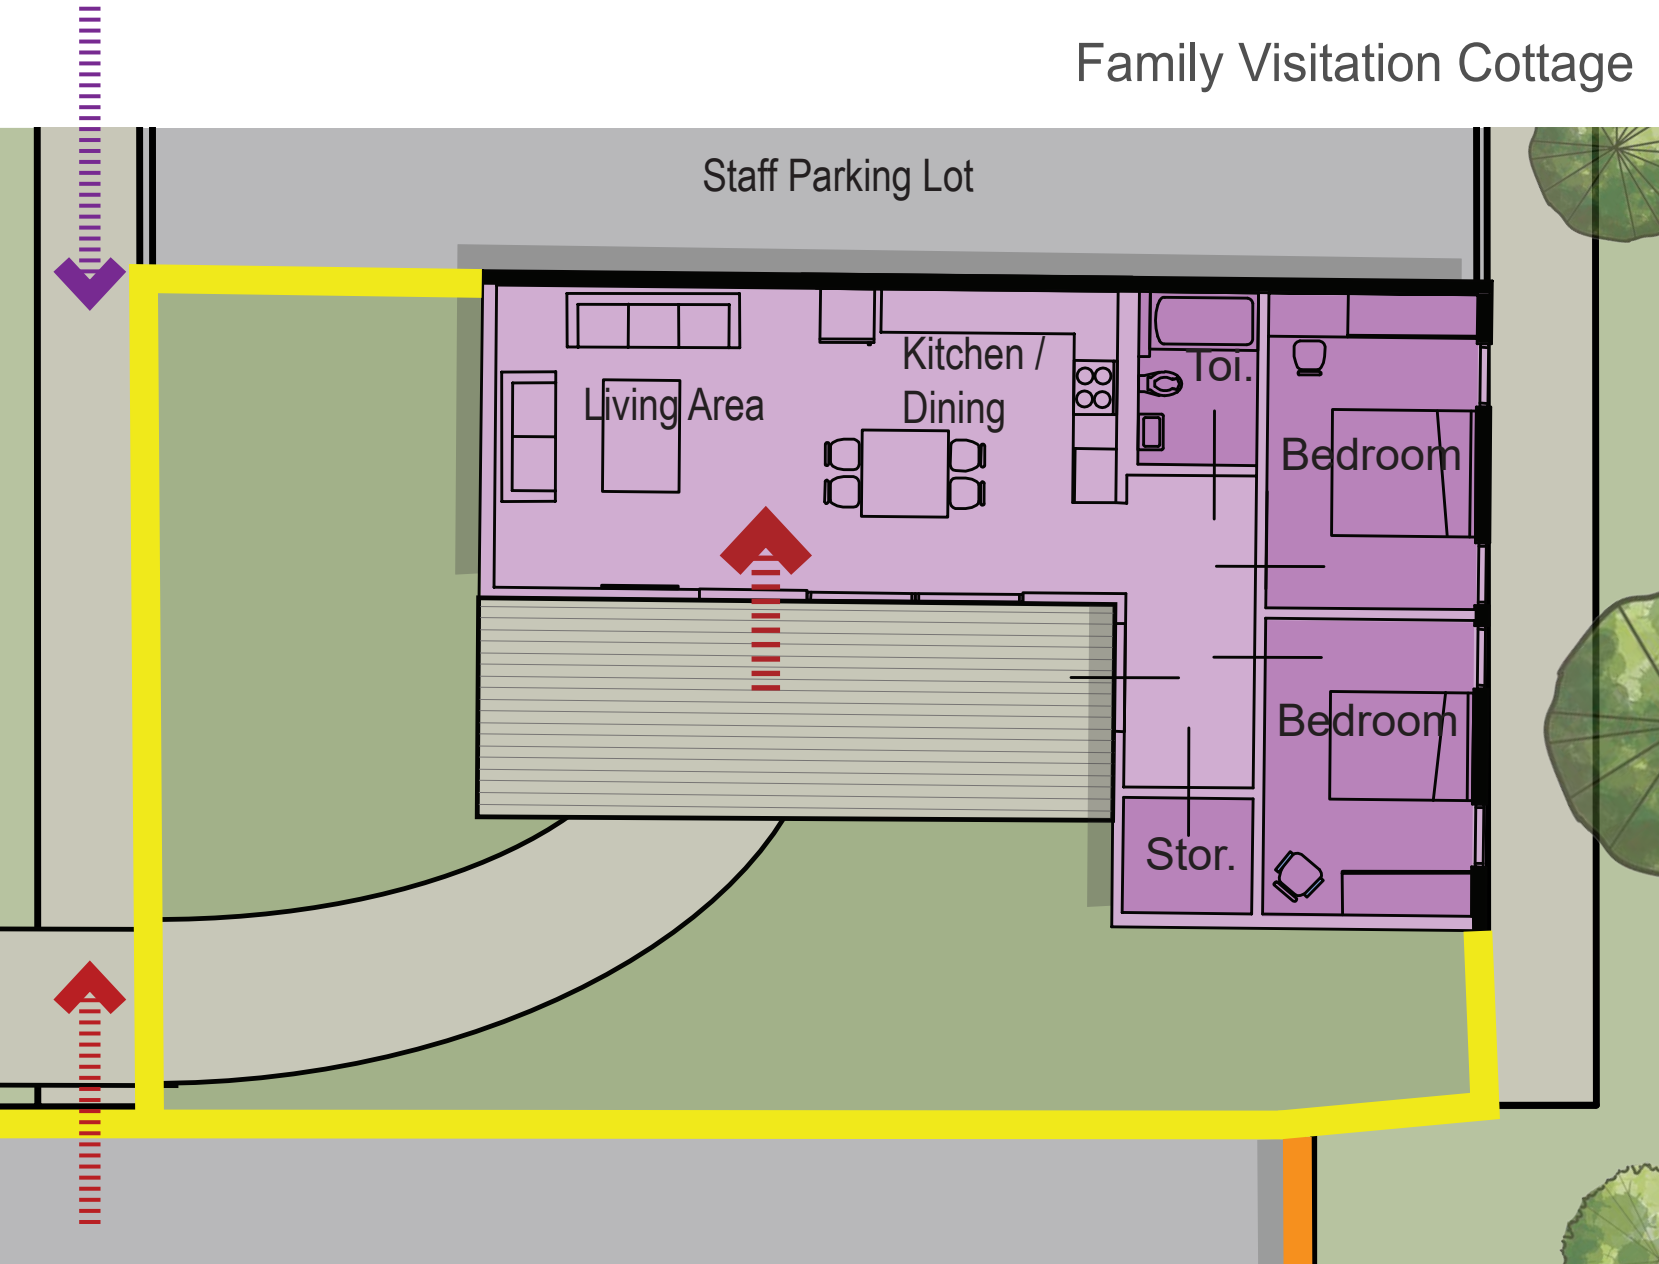 Family Visitation Cottage
Staff Parking Lot
Kitchen /
Dining
Living Area
Toi.
Bedroom
Bedroom
Stor.